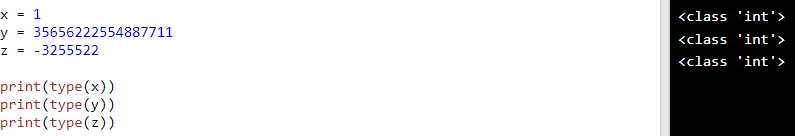 x = 1
y = 35656222554887711
z = -3255522
print(type(x))
print(type(y))
print(type(z))
<class 'int'>
<class 'int'>
<class 'int'>